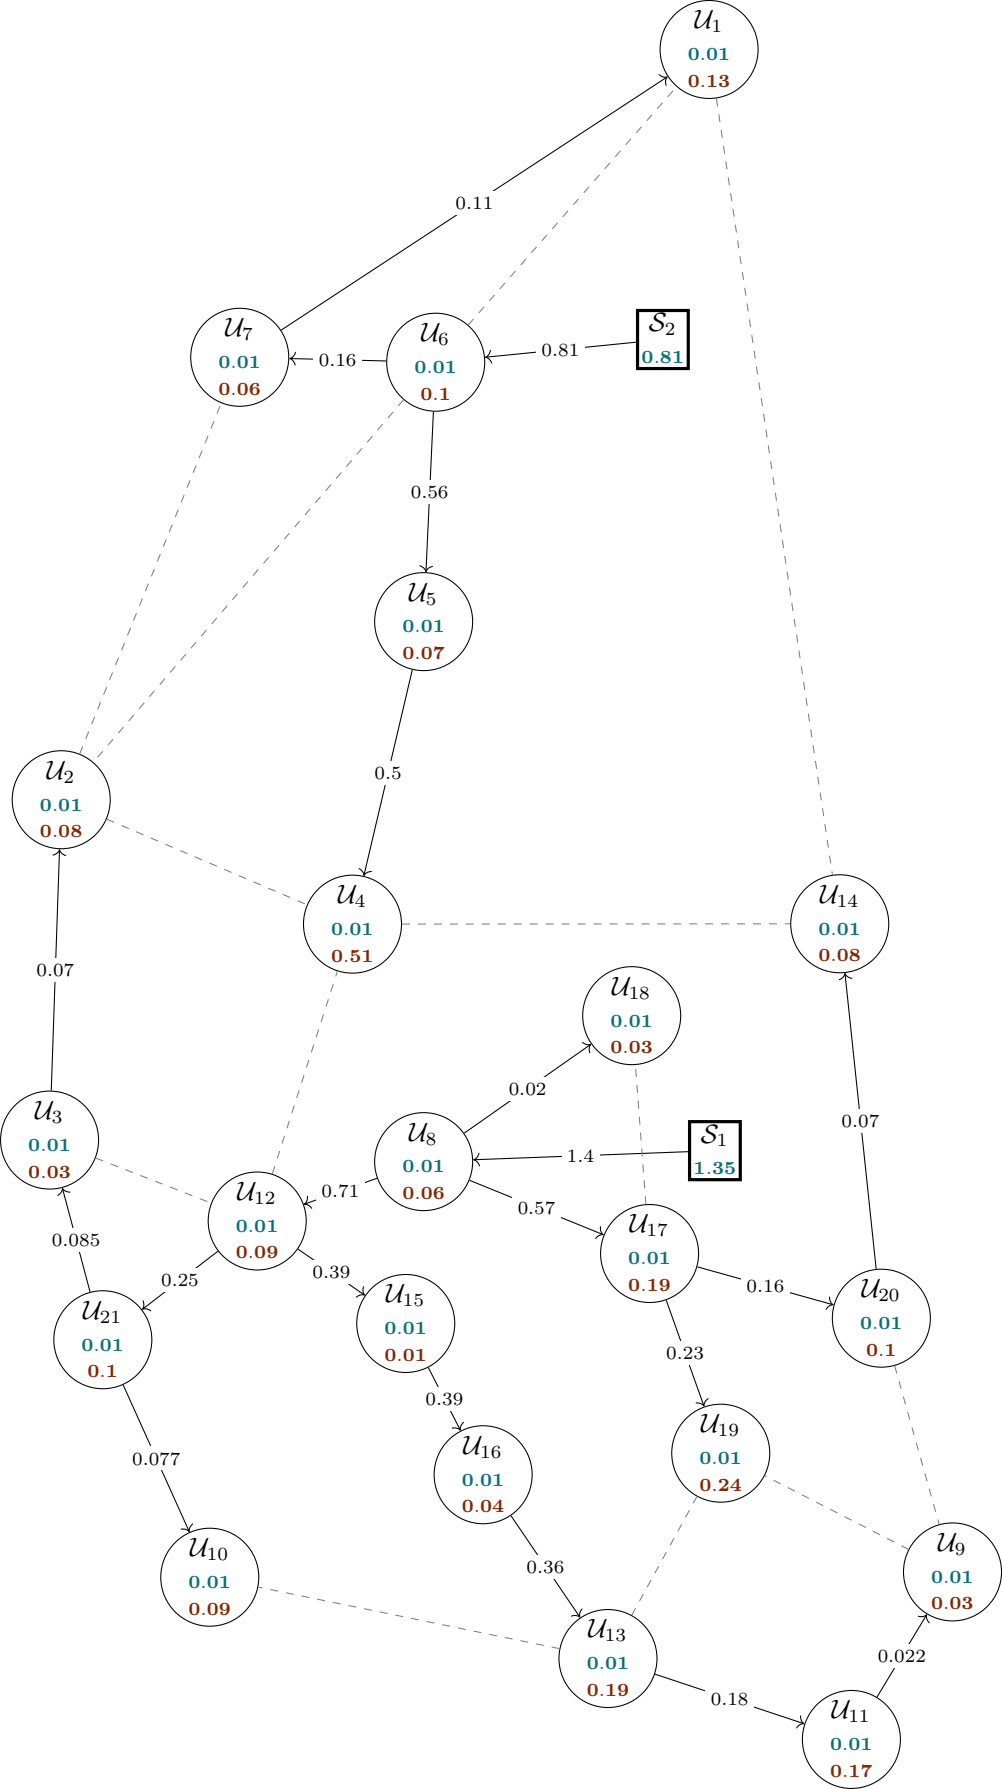 𝒰₁
0.01
0.13
0.11
𝒰₇
0.01
0.06
0.16
𝒰₆
0.01
0.1
0.81
𝒮₂
0.81
0.56
𝒰₅
0.01
0.07
0.5
𝒰₂
0.01
0.08
𝒰₄
0.01
0.51
𝒰₁₄
0.01
0.08
0.07
𝒰₁₈
0.01
0.03
0.02
𝒰₃
0.01
0.03
𝒰₈
0.01
0.06
1.4
𝒮₁
1.35
0.07
0.71
0.57
𝒰₁₂
0.01
0.09
𝒰₁₇
0.01
0.19
0.085
0.25
0.39
0.16
𝒰₂₁
0.01
0.1
𝒰₁₅
0.01
0.01
𝒰₂₀
0.01
0.1
0.23
0.39
𝒰₁₆
0.01
0.04
𝒰₁₉
0.01
0.24
0.077
𝒰₁₀
0.01
0.09
0.36
𝒰₉
0.01
0.03
𝒰₁₃
0.01
0.19
0.022
0.18
𝒰₁₁
0.01
0.17